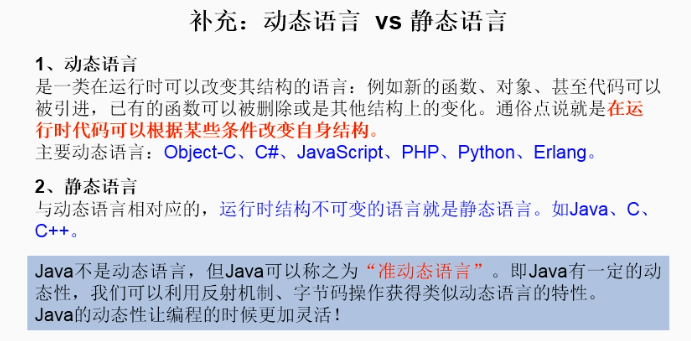 补充：动态语言 vs 静态语言
1、动态语言
是一类在运行时可以改变其结构的语言：例如新的函数、对象、甚至代码可以
被引进，已有的函数可以被删除或是其他结构上的变化。通俗点说就是在运
行时代码可以根据某些条件改变自身结构。
主要动态语言：Object-C、C#、JavaScript、PHP、Python、Erlang。
2、静态语言
与动态语言相对应的，运行时结构不可变的语言就是静态语言。如Java、C、
C++。
Java不是动态语言，但Java可以称之为“准动态语言”。即Java有一定的动
态性，我们可以利用反射机制、字节码操作获得类似动态语言的特性。
Java的动态性让编程的时候更加灵活！